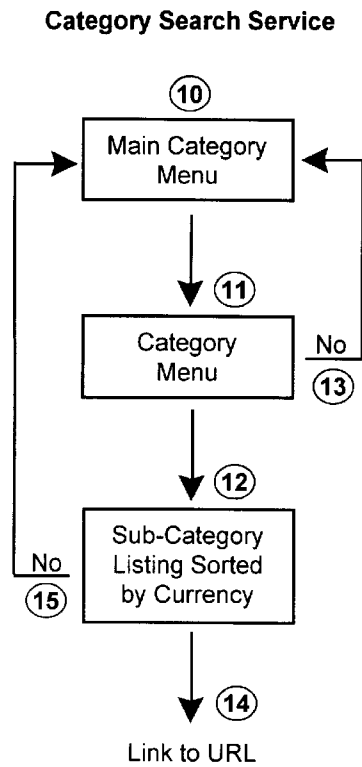 Category Search Service
10
Main Category
Menu
11
Category
Menu
No
13
12
Sub-Category
Listing Sorted
by Currency
No
15
14
Link to URL